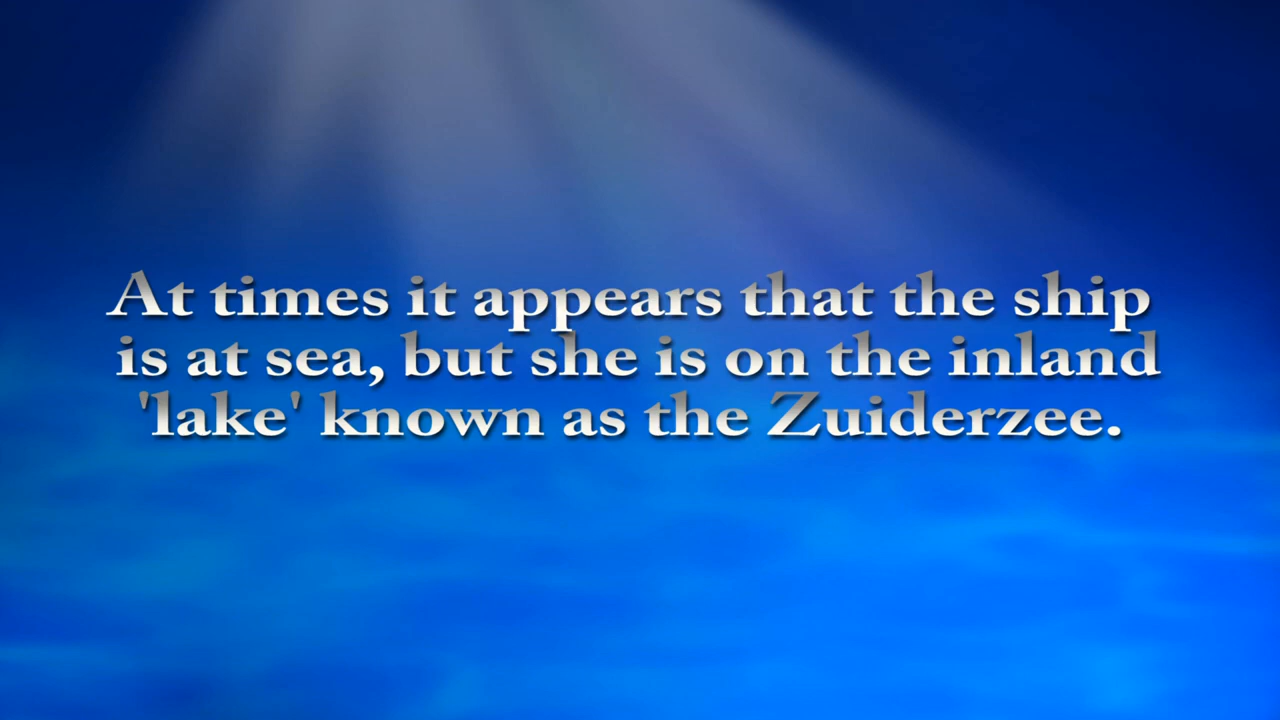 At times it appears that the ship
is at sea, but she is on the inland
'lake' known as the Zuiderzee.